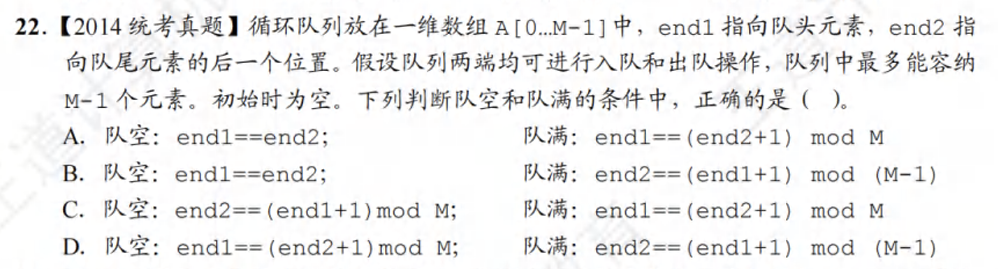 22.【2014 统考真题】循环队列放在一维数组 A[0…M-1]中，end1 指向队头元素，end2 指
向队尾元素的后一个位置。假设队列两端均可进行入队和出队操作，队列中最多能容纳
M-1 个元素。初始时为空。下列判断队空和队满的条件中，正确的是（ ）。
A. 队空：end1==end2; 队满：end1==(end2+1) mod M
B. 队空：end1==end2; 队满：end2==(end1+1) mod (M-1)
C. 队空：end2==(end1+1)mod M; 队满：end1==(end2+1) mod M
D. 队空：end1==(end2+1)mod M; 队满：end2==(end1+1) mod (M-1)